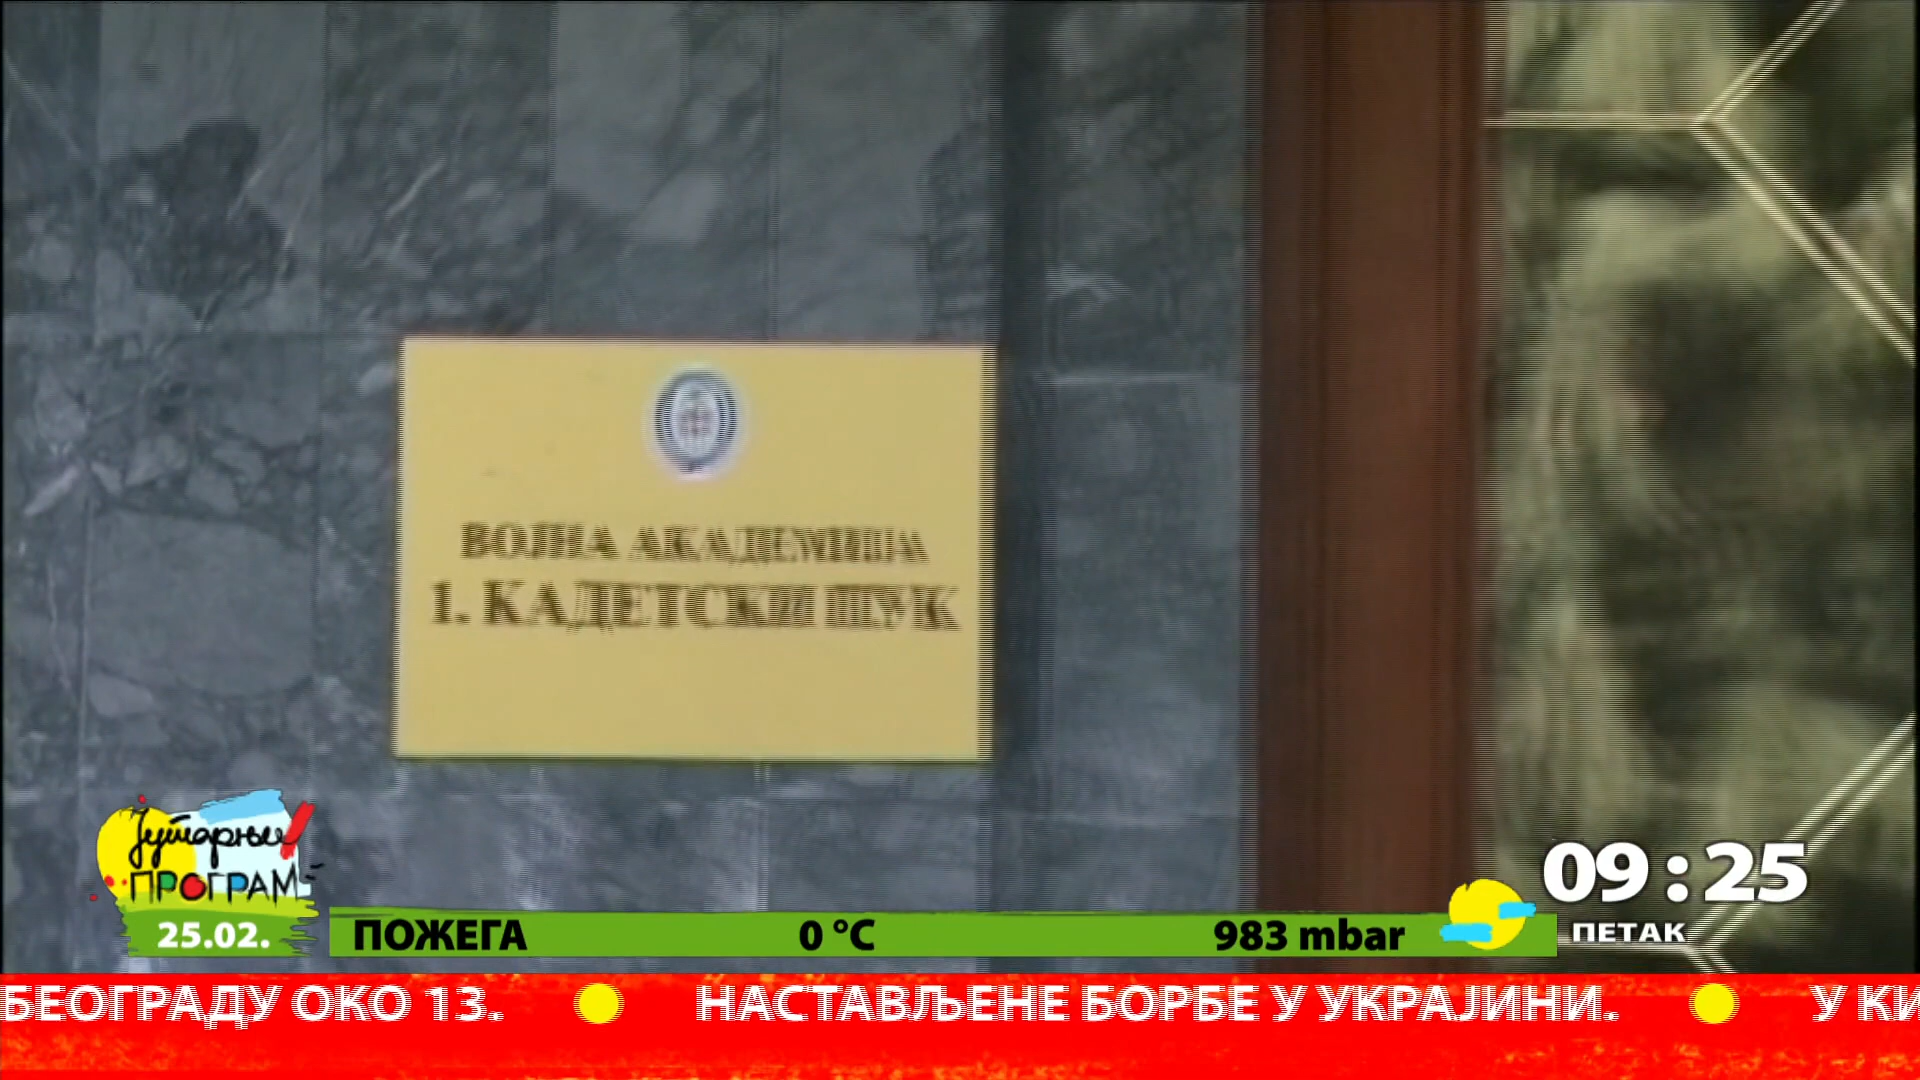 ВОЈНА АКАДЕМИЈА
1. КАДЕТСКИ ПУК
Јутарњи
ПРОГРАМ
25.02.
ПОЖЕГА 0 °C 983 mbar
09:25
ПЕТАК
БЕОГРАДУ ОКО 13. НАСТАВЉЕНЕ БОРБЕ У УКРАЈИНИ. У КИ